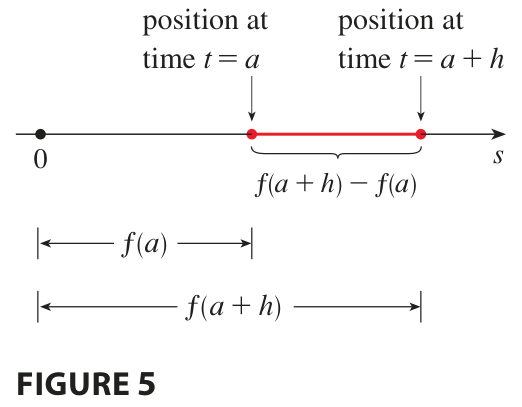 position at
time t = a
position at
time t = a + h
0
s
f(a + h) − f(a)
f(a)
f(a + h)
FIGURE 5